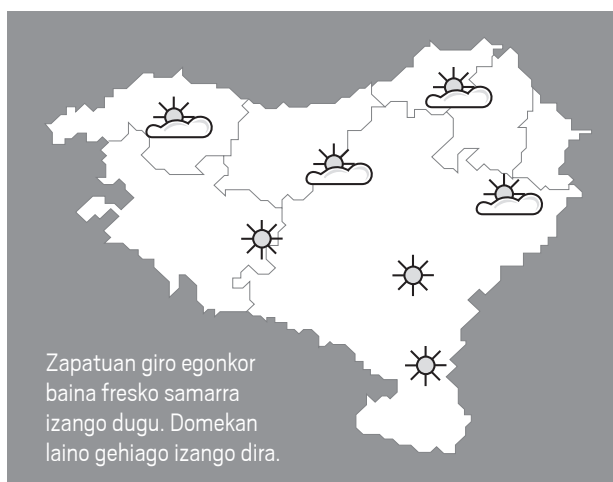 Zapatuan giro egonkor
baina fresko samarra
izango dugu. Domekan
laino gehiago izango dira.